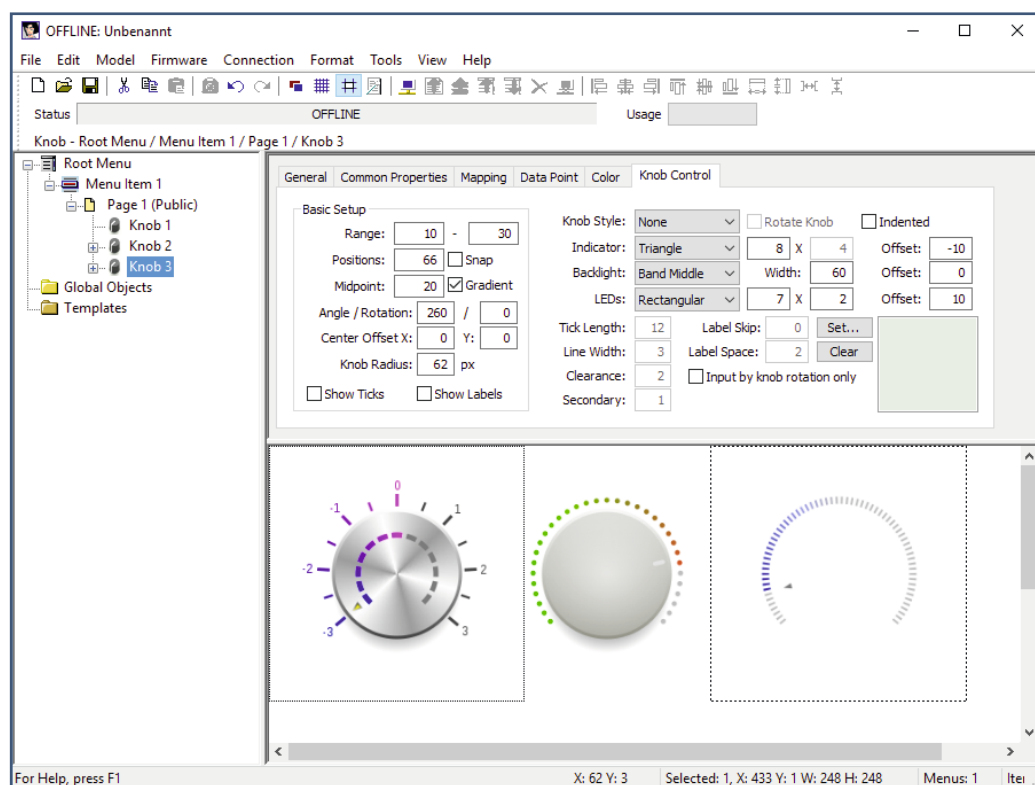 OFFLINE: Unbenannt
File Edit Model Firmware Connection Format Tools View Help
Status OFFLINE Usage
Knob - Root Menu / Menu Item 1 / Page 1 / Knob 3
Root Menu
Menu Item 1
Page 1 (Public)
Knob 1
Knob 2
Knob 3
Global Objects
Templates
General Common Properties Mapping Data Point Color Knob Control
Basic Setup
Range: 10 - 30
Positions: 66 Snap
Midpoint: 20 Gradient
Angle / Rotation: 260 / 0
Center Offset X: 0 Y: 0
Knob Radius: 62 px
Show Ticks Show Labels
Knob Style: None Rotate Knob Indented
Indicator: Triangle 8 X 4 Offset: -10
Backlight: Band Middle Width: 60 Offset: 0
LEDs: Rectangular 7 X 2 Offset: 10
Tick Length: 12 Label Skip: 0 Set...
Line Width: 3 Label Space: 2 Clear
Clearance: 2 Input by knob rotation only
Secondary: 1
0
-1 1
-2 2
-3 3
For Help, press F1 X: 62 Y: 3 Selected: 1, X: 433 Y: 1 W: 248 H: 248 Menus: 1